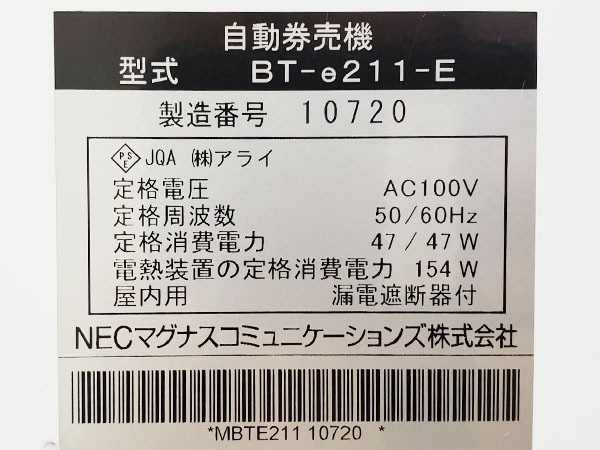 自動券売機
型式 BT-e211-E
製造番号 10720
PSE JQA ㈱アライ
定格電圧 AC100V
定格周波数 50/60Hz
定格消費電力 47/47W
電熱装置の定格消費電力 154W
屋内用 漏電遮断器付
NECマグナスコミュニケーションズ株式会社
*MBTE211 10720 *